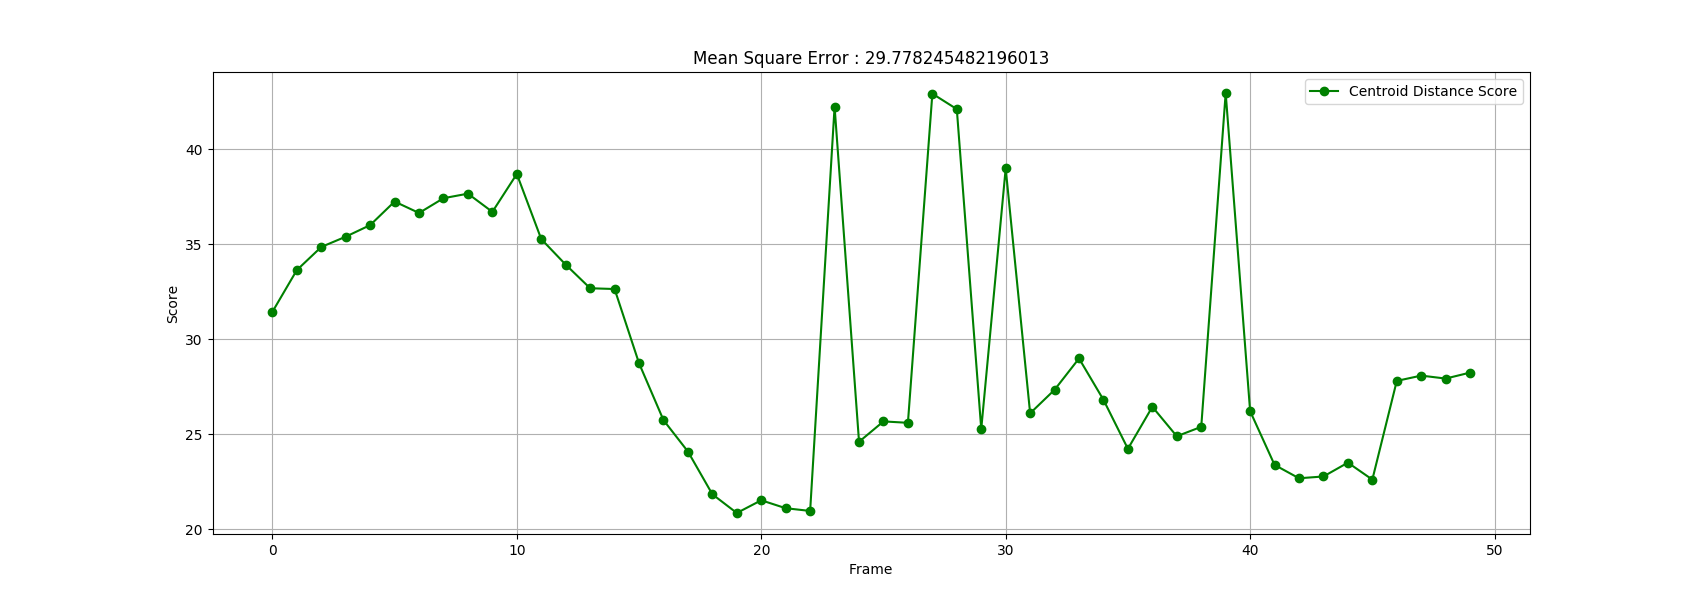 Mean Square Error : 29.778245482196013
Centroid Distance Score
40
35
30
25
20
Score
0 10 20 30 40 50
Frame